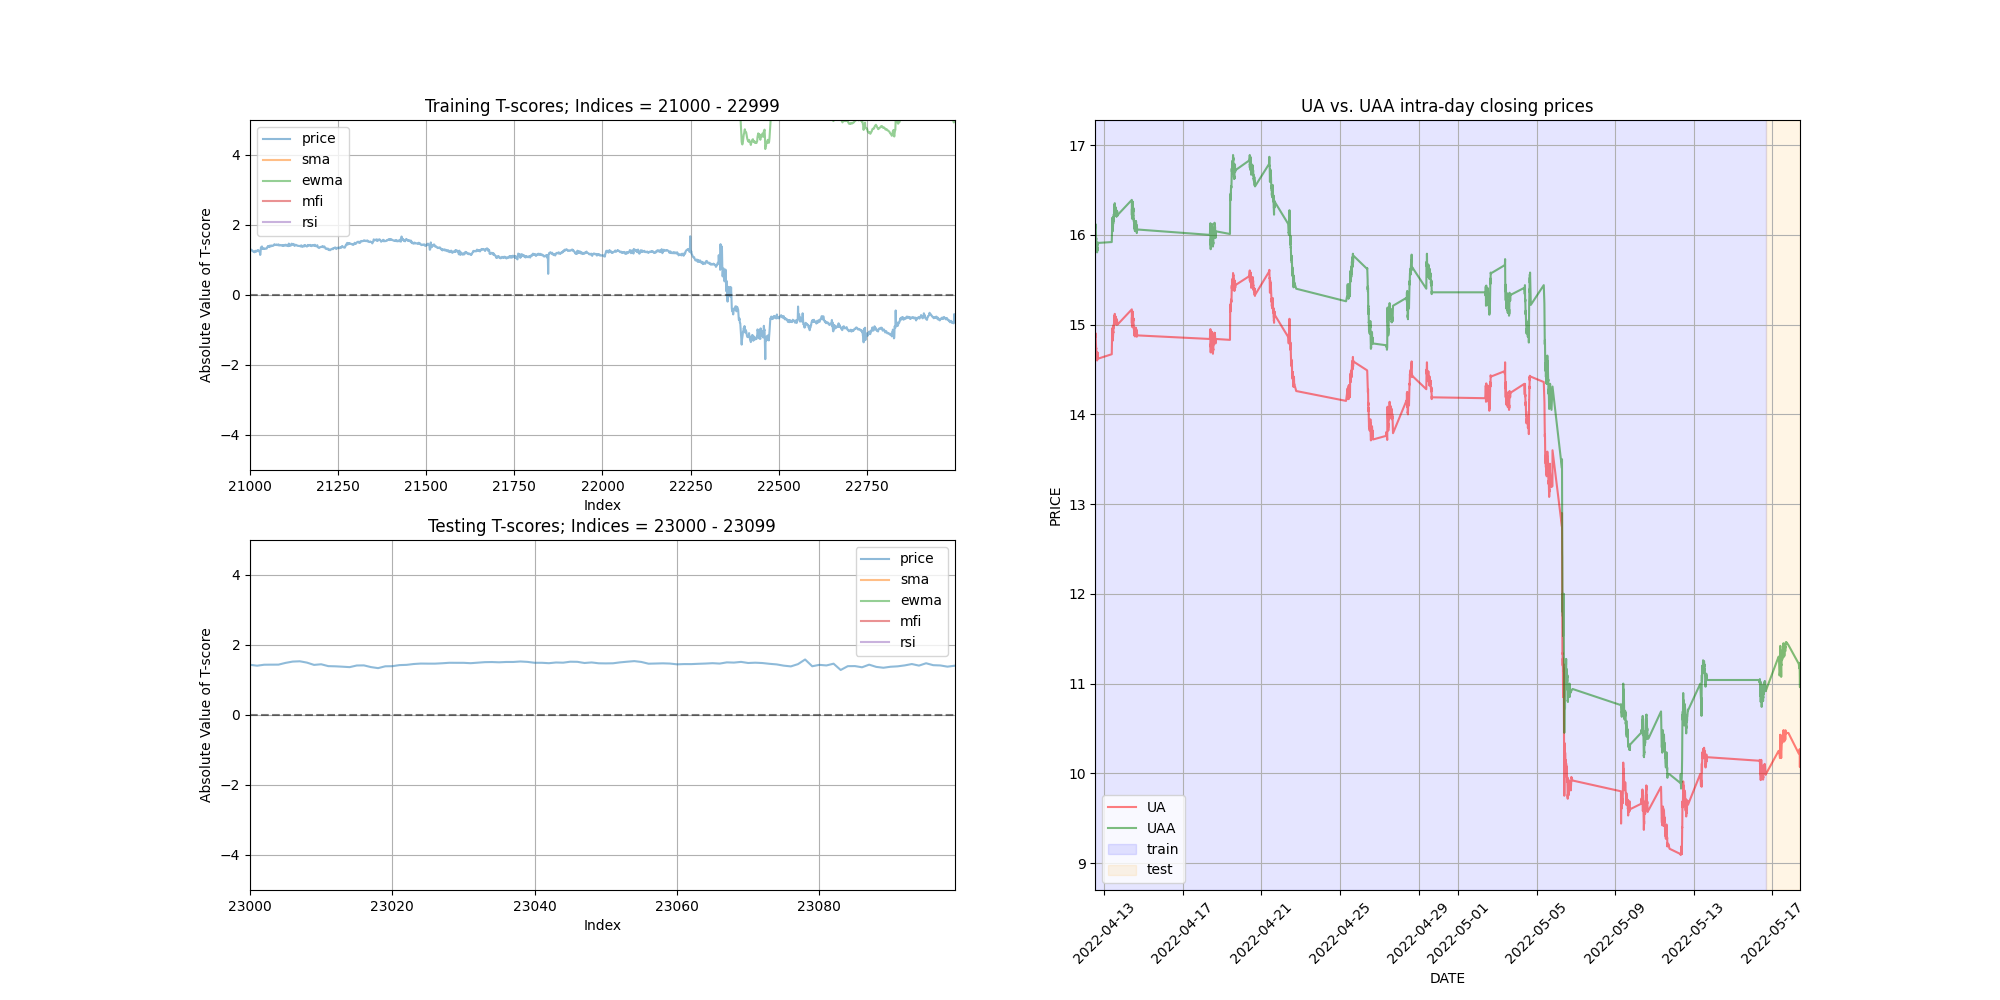 Training T-scores; Indices = 21000 - 22999
Absolute Value of T-score
4
2
0
−2
−4
price
sma
ewma
mfi
rsi
21000 21250 21500 21750 22000 22250 22500 22750
Index
Testing T-scores; Indices = 23000 - 23099
Absolute Value of T-score
4
2
0
−2
−4
price
sma
ewma
mfi
rsi
23000 23020 23040 23060 23080
Index
UA vs. UAA intra-day closing prices
PRICE
17
16
15
14
13
12
11
10
9
UA
UAA
train
test
2022-04-13 2022-04-17 2022-04-21 2022-04-25 2022-04-29 2022-05-01 2022-05-05 2022-05-09 2022-05-13 2022-05-17
DATE